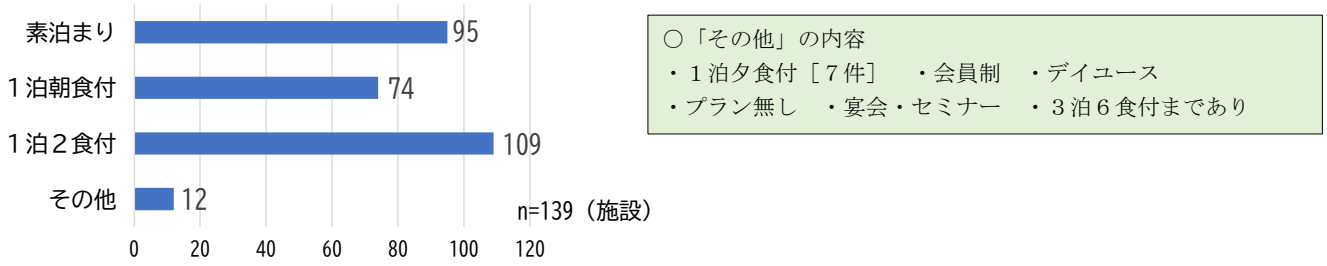 素泊まり 95
1泊朝食付 74
1泊2食付 109
その他 12
n=139（施設）
0 20 40 60 80 100 120
○「その他」の内容
・1泊夕食付［7件］ ・会員制 ・デイユース
・プラン無し ・宴会・セミナー ・3泊6食付まであり